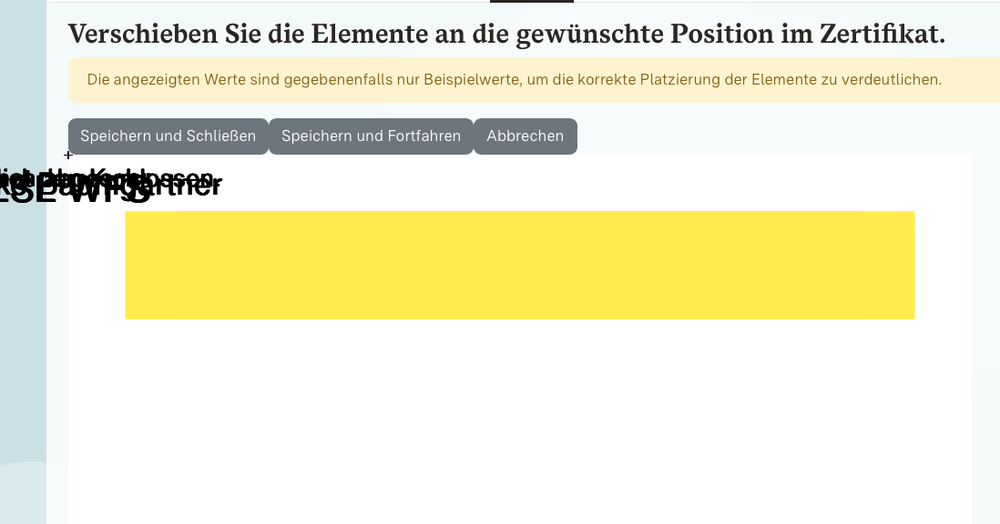 Verschieben Sie die Elemente an die gewünschte Position im Zertifikat.
Die angezeigten Werte sind gegebenenfalls nur Beispielwerte, um die korrekte Platzierung der Elemente zu verdeutlichen.
Speichern und Schließen Speichern und Fortfahren Abbrechen